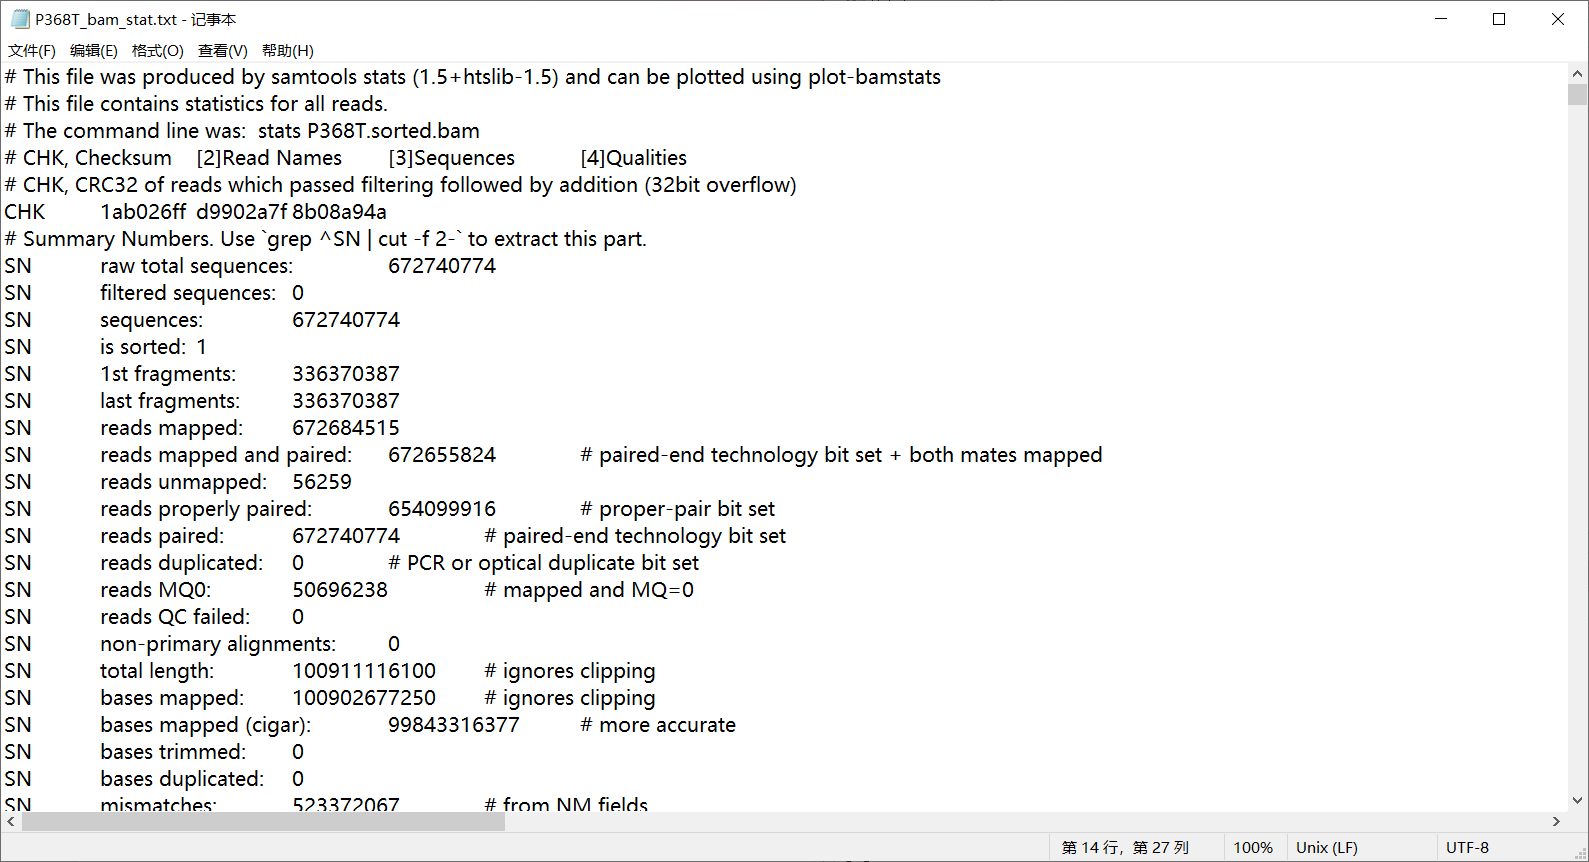 P368T_bam_stat.txt - 记事本
文件(F) 编辑(E) 格式(O) 查看(V) 帮助(H)
# This file was produced by samtools stats (1.5+htslib-1.5) and can be plotted using plot-bamstats
# This file contains statistics for all reads.
# The command line was:  stats P368T.sorted.bam
# CHK, Checksum	[2]Read Names	[3]Sequences	[4]Qualities
# CHK, CRC32 of reads which passed filtering followed by addition (32bit overflow)
CHK	1ab026ff	d9902a7f	8b08a94a
# Summary Numbers. Use `grep ^SN | cut -f 2-` to extract this part.
SN	raw total sequences:	672740774
SN	filtered sequences:	0
SN	sequences:	672740774
SN	is sorted:	1
SN	1st fragments:	336370387
SN	last fragments:	336370387
SN	reads mapped:	672684515
SN	reads mapped and paired:	672655824	# paired-end technology bit set + both mates mapped
SN	reads unmapped:	56259
SN	reads properly paired:	654099916	# proper-pair bit set
SN	reads paired:	672740774	# paired-end technology bit set
SN	reads duplicated:	0	# PCR or optical duplicate bit set
SN	reads MQ0:	50696238	# mapped and MQ=0
SN	reads QC failed:	0
SN	non-primary alignments:	0
SN	total length:	100911116100	# ignores clipping
SN	bases mapped:	100902677250	# ignores clipping
SN	bases mapped (cigar):	99843316377	# more accurate
SN	bases trimmed:	0
SN	bases duplicated:	0
SN	mismatches:	523372067	# from NM fields
第 14 行，第 27 列 100% Unix (LF) UTF-8